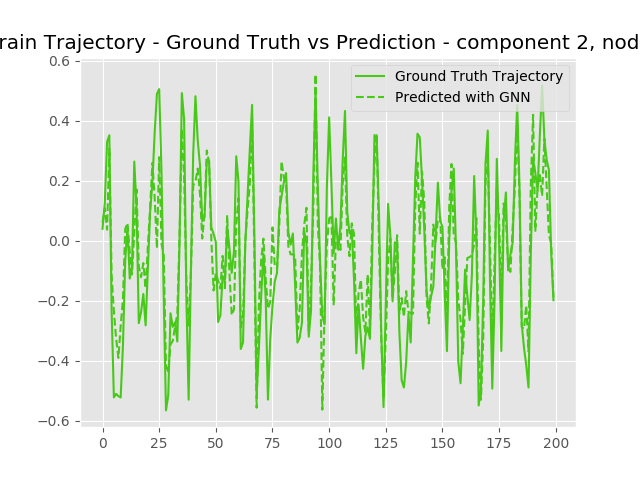 rain Trajectory - Ground Truth vs Prediction - component 2, nod
Ground Truth Trajectory
Predicted with GNN
0.6
0.4
0.2
0.0
−0.2
−0.4
−0.6
0 25 50 75 100 125 150 175 200